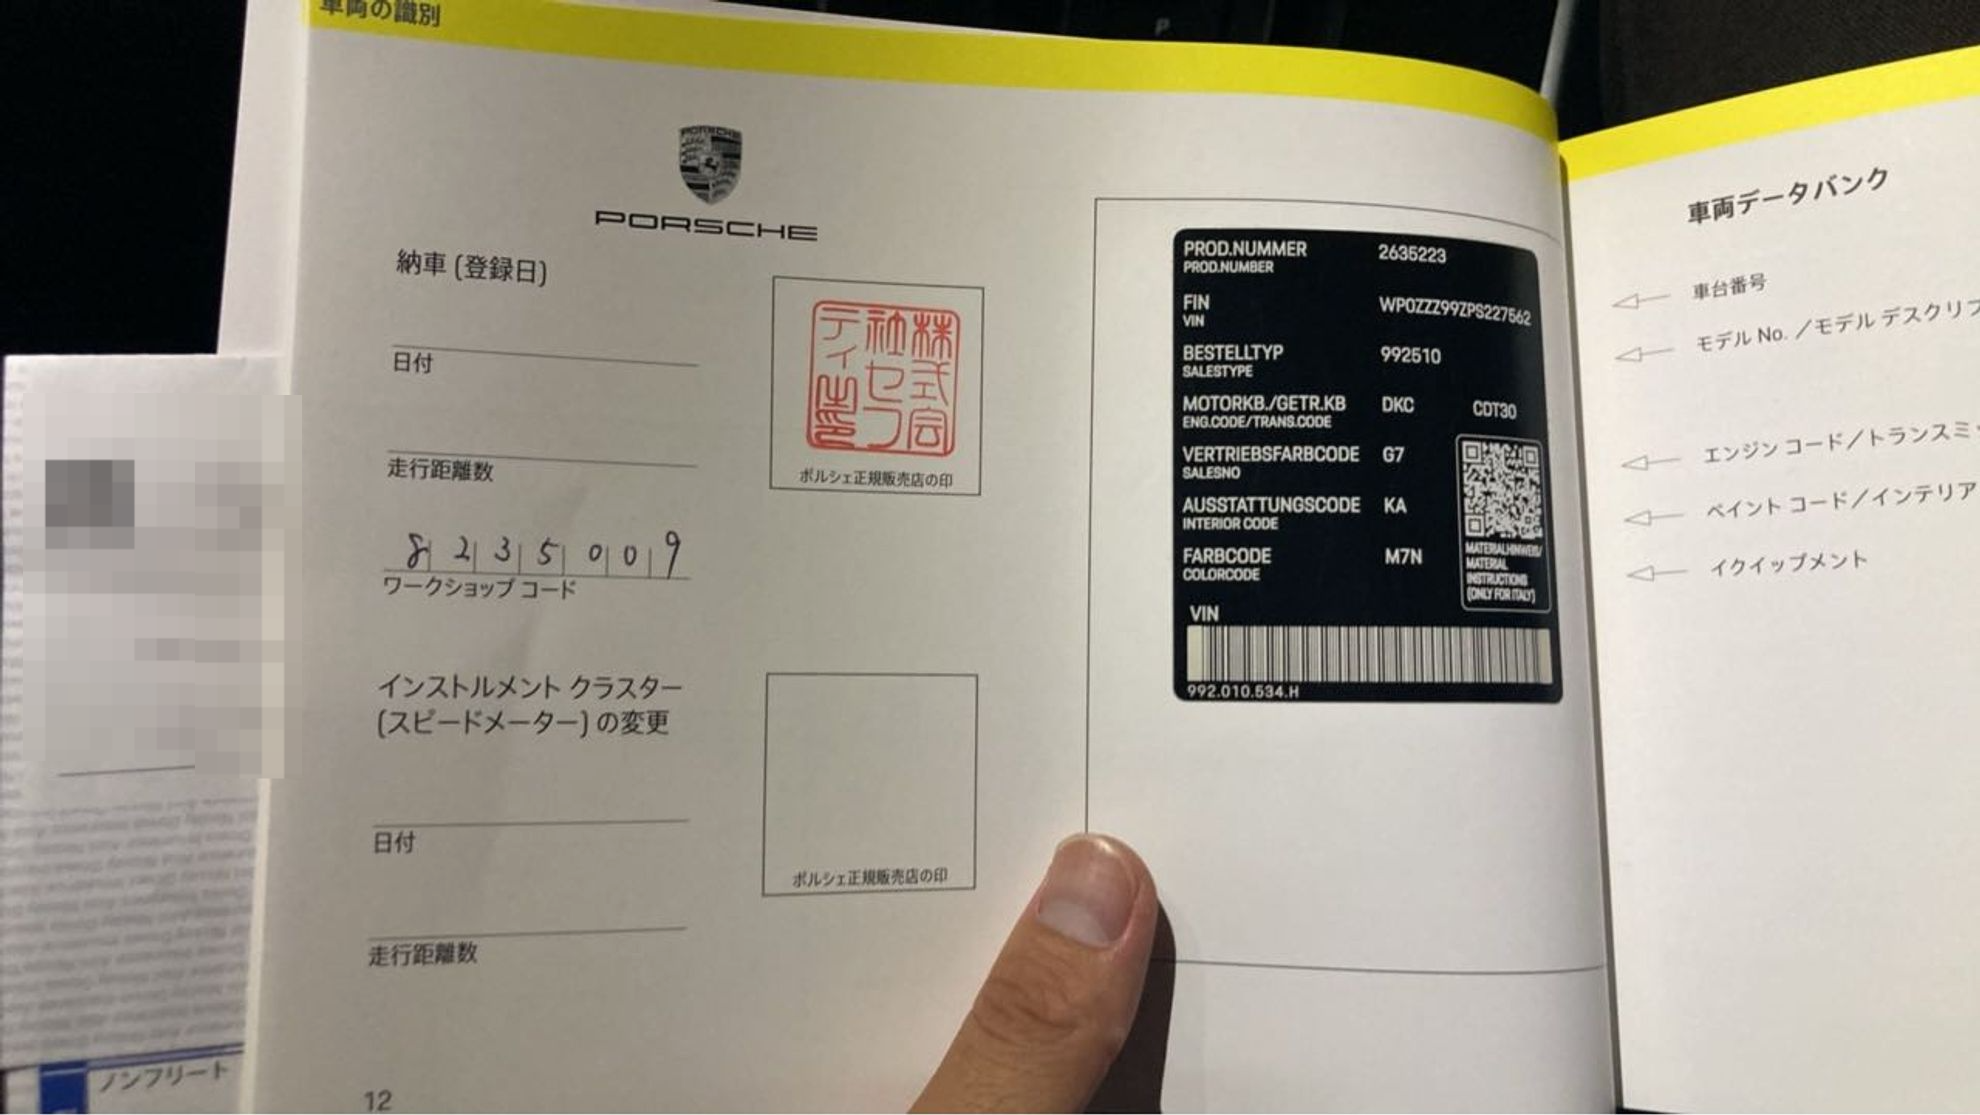 車両の識別
PORSCHE
納車 (登録日)
日付
走行距離数
8 2 3 5 0 0 9
ワークショップ コード
株式会社セブ
ポルシェ正規販売店の印
インストルメント クラスター
(スピードメーター) の変更
日付
走行距離数
ポルシェ正規販売店の印
12
PROD.NUMMER 2635223
PROD.NUMBER
FIN WP0ZZZ99ZPS227562
VIN
BESTELLTYP 992510
SALESTYPE
MOTORKB./GETR.KB DKC CDT30
ENG.CODE/TRANS.CODE
VERTRIEBSFARBCODE G7
SALESNO
AUSSTATTUNGSCODE KA
INTERIOR CODE
FARBCODE M7N
COLORCODE
MATERIALHINWEIS/
MATERIAL
INSTRUCTIONS
(ONLY FOR ITALY)
VIN
992.010.534.H
車両データバンク
車台番号
モデル No. ／モデル デスクリプ
エンジン コード／トランスミ
ペイント コード／インテリア
イクイップメント
ノンフリート
P